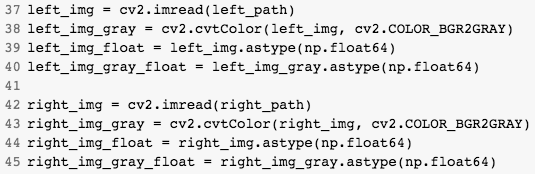 37 left_img = cv2.imread(left_path)
38 left_img_gray = cv2.cvtColor(left_img, cv2.COLOR_BGR2GRAY)
39 left_img_float = left_img.astype(np.float64)
40 left_img_gray_float = left_img_gray.astype(np.float64)
41
42 right_img = cv2.imread(right_path)
43 right_img_gray = cv2.cvtColor(right_img, cv2.COLOR_BGR2GRAY)
44 right_img_float = right_img.astype(np.float64)
45 right_img_gray_float = right_img_gray.astype(np.float64)